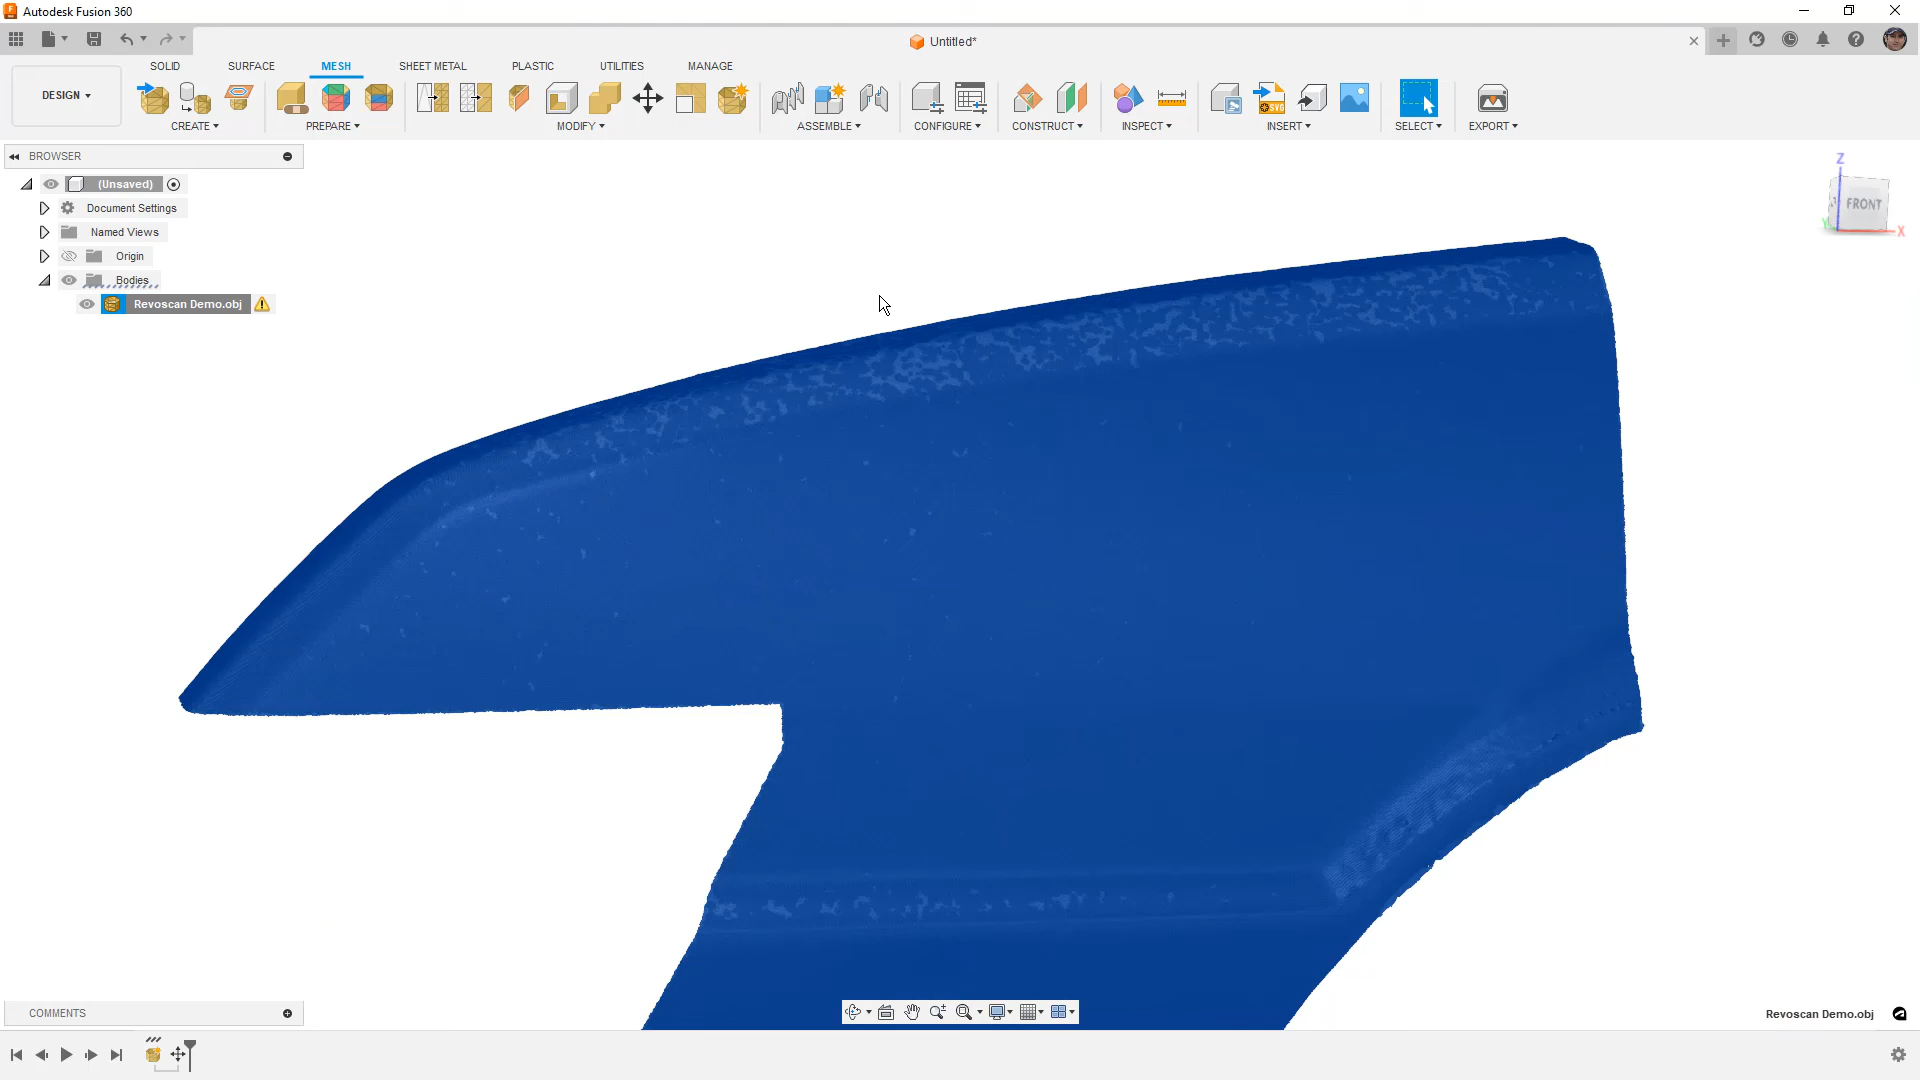 Autodesk Fusion 360
Untitled*
SOLID SURFACE MESH SHEET METAL PLASTIC UTILITIES MANAGE
DESIGN
CREATE PREPARE MODIFY ASSEMBLE CONFIGURE CONSTRUCT INSPECT INSERT SELECT EXPORT
BROWSER
(Unsaved)
Document Settings
Named Views
Origin
Bodies
Revoscan Demo.obj
Z
FRONT
Y
X
COMMENTS
Revoscan Demo.obj